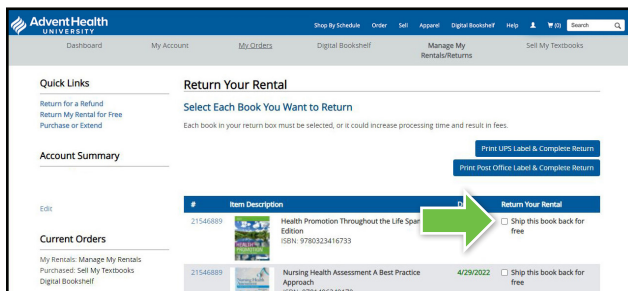 AdventHealth
UNIVERSITY
Shop By Schedule Order Sell Apparel Digital Bookshelf Help (0) Search
Dashboard My Account My Orders Digital Bookshelf Manage My Rentals/Returns Sell My Textbooks
Quick Links
Return for a Refund
Return My Rental for Free
Purchase or Extend
Account Summary
Edit
Current Orders
My Rentals: Manage My Rentals
Purchased: Sell My Textbooks
Digital Bookshelf
Return Your Rental
Select Each Book You Want to Return
Each book in your return box must be selected, or it could increase processing time and result in fees.
Print UPS Label & Complete Return
Print Post Office Label & Complete Return
# Item Description D Return Your Rental
21546889 Health Promotion Throughout the Life Spa Ship this book back for
Edition free
ISBN: 9780323416733
21546889 Nursing Health Assessment A Best Practice 4/29/2022 Ship this book back for
Approach free